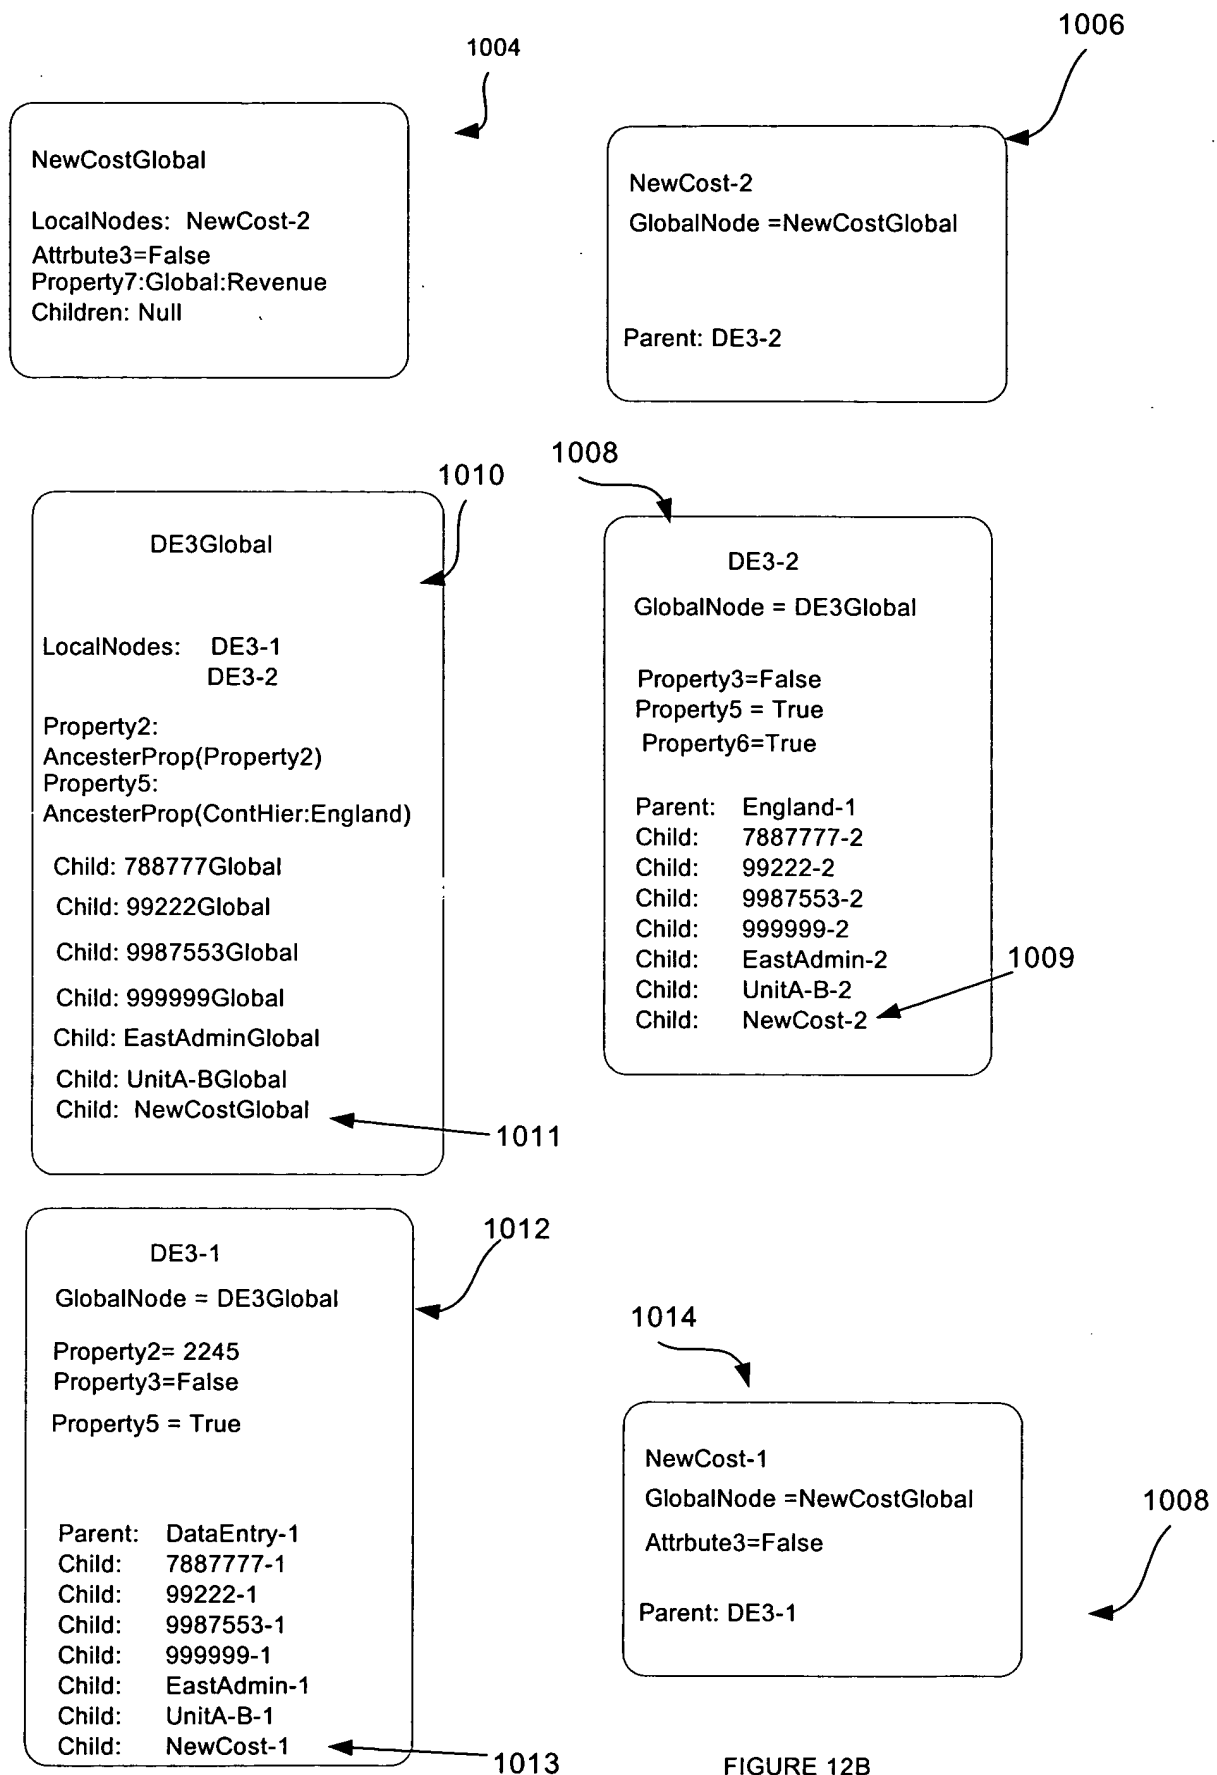 1004
1006
NewCostGlobal
LocalNodes: NewCost-2
Attrbute3=False
Property7:Global:Revenue
Children: Null
NewCost-2
GlobalNode =NewCostGlobal
Parent: DE3-2
1010
1008
DE3Global
LocalNodes: DE3-1
DE3-2
Property2:
AncesterProp(Property2)
Property5:
AncesterProp(ContHier:England)
Child: 788777Global
Child: 99222Global
Child: 9987553Global
Child: 999999Global
Child: EastAdminGlobal
Child: UnitA-BGlobal
Child: NewCostGlobal
1011
DE3-2
GlobalNode = DE3Global
Property3=False
Property5 = True
Property6=True
Parent: England-1
Child: 7887777-2
Child: 99222-2
Child: 9987553-2
Child: 999999-2
Child: EastAdmin-2
Child: UnitA-B-2
Child: NewCost-2
1009
1012
DE3-1
GlobalNode = DE3Global
Property2= 2245
Property3=False
Property5 = True
Parent: DataEntry-1
Child: 7887777-1
Child: 99222-1
Child: 9987553-1
Child: 999999-1
Child: EastAdmin-1
Child: UnitA-B-1
Child: NewCost-1
1013
1014
NewCost-1
GlobalNode =NewCostGlobal
Attrbute3=False
Parent: DE3-1
1008
FIGURE 12B